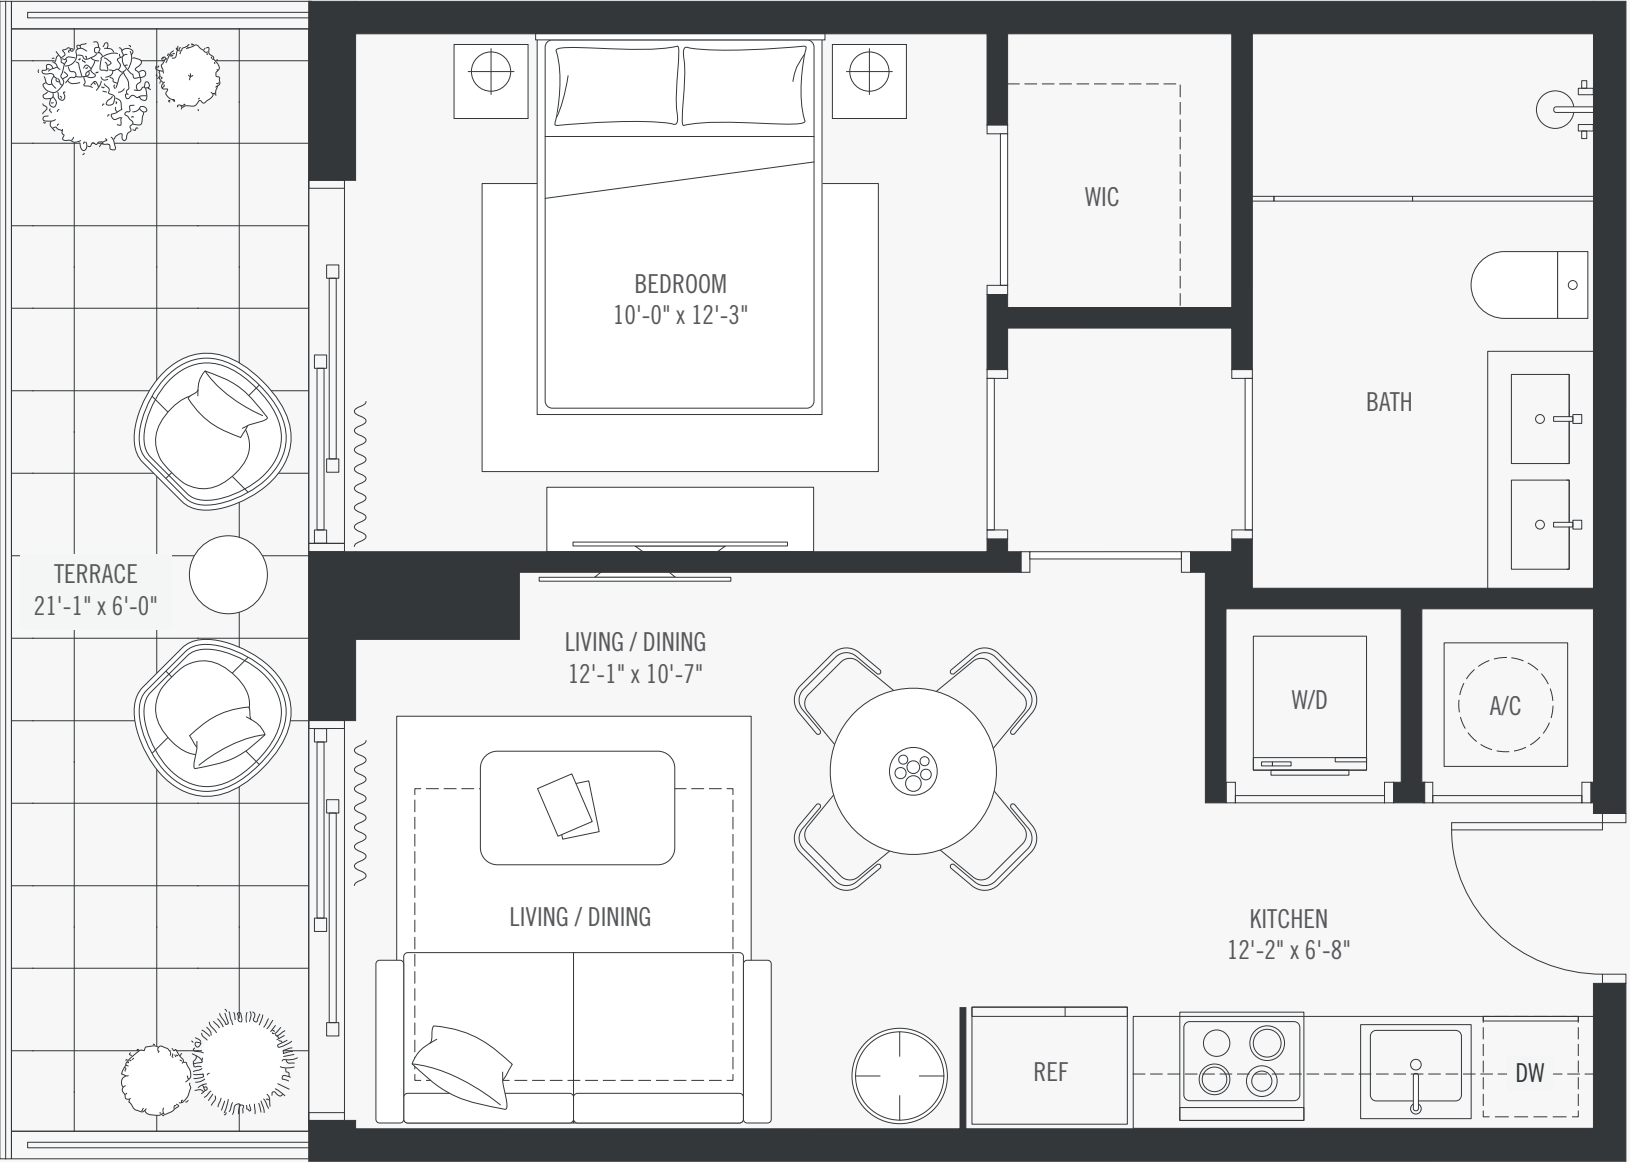 WIC
BEDROOM
10'-0" x 12'-3"
BATH
TERRACE
21'-1" x 6'-0"
LIVING / DINING
12'-1" x 10'-7"
W/D
A/C
LIVING / DINING
KITCHEN
12'-2" x 6'-8"
REF
DW